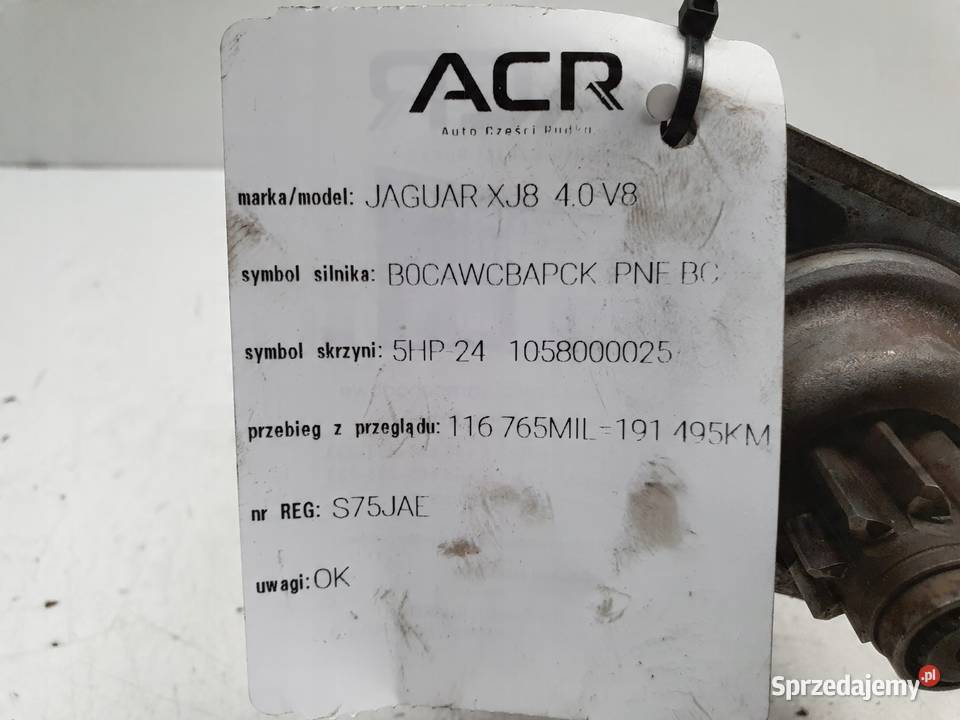 ACR
Auto Części Rudka
marka/model: JAGUAR XJ8 4.0 V8
symbol silnika: B0CAWCBAPCK PNE BC
symbol skrzyni: 5HP-24 1058000025
przebieg z przeglądu: 116 765MIL=191 495KM
nr REG: S75JAE
uwagi: OK
Sprzedajemy.pl